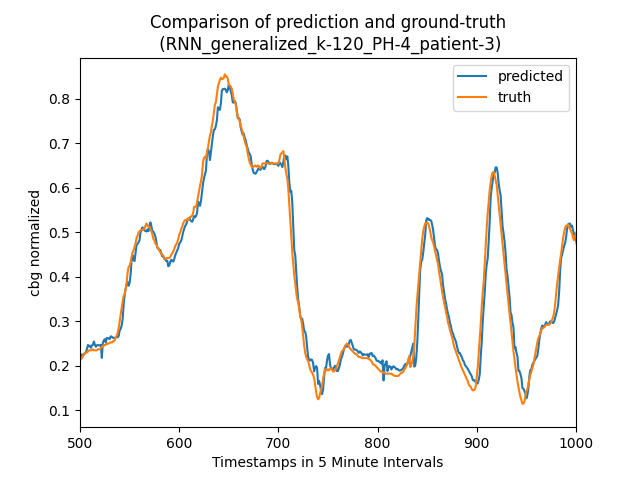 Comparison of prediction and ground-truth
(RNN_generalized_k-120_PH-4_patient-3)
predicted
truth
cbg normalized
0.8
0.7
0.6
0.5
0.4
0.3
0.2
0.1
500 600 700 800 900 1000
Timestamps in 5 Minute Intervals